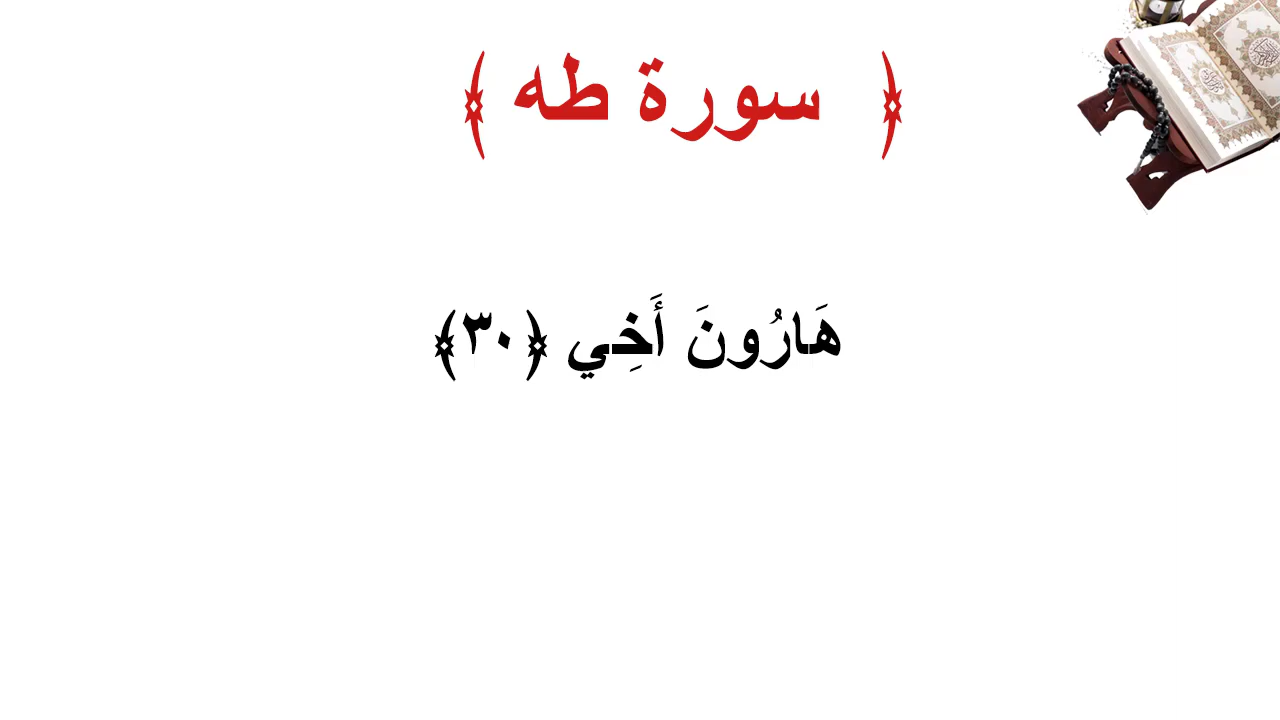 ﴿ سورة طه ﴾
هَارُونَ أَخِي ﴿٣٠﴾